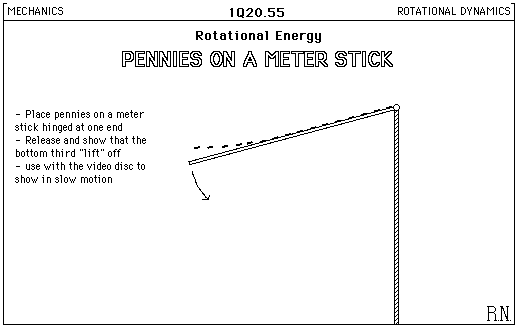 MECHANICS
1Q20.55
ROTATIONAL DYNAMICS
Rotational Energy
PENNIES ON A METER STICK
- Place pennies on a meter
stick hinged at one end
- Release and show that the
bottom third "lift" off
- use with the video disc to
show in slow motion
R.N.